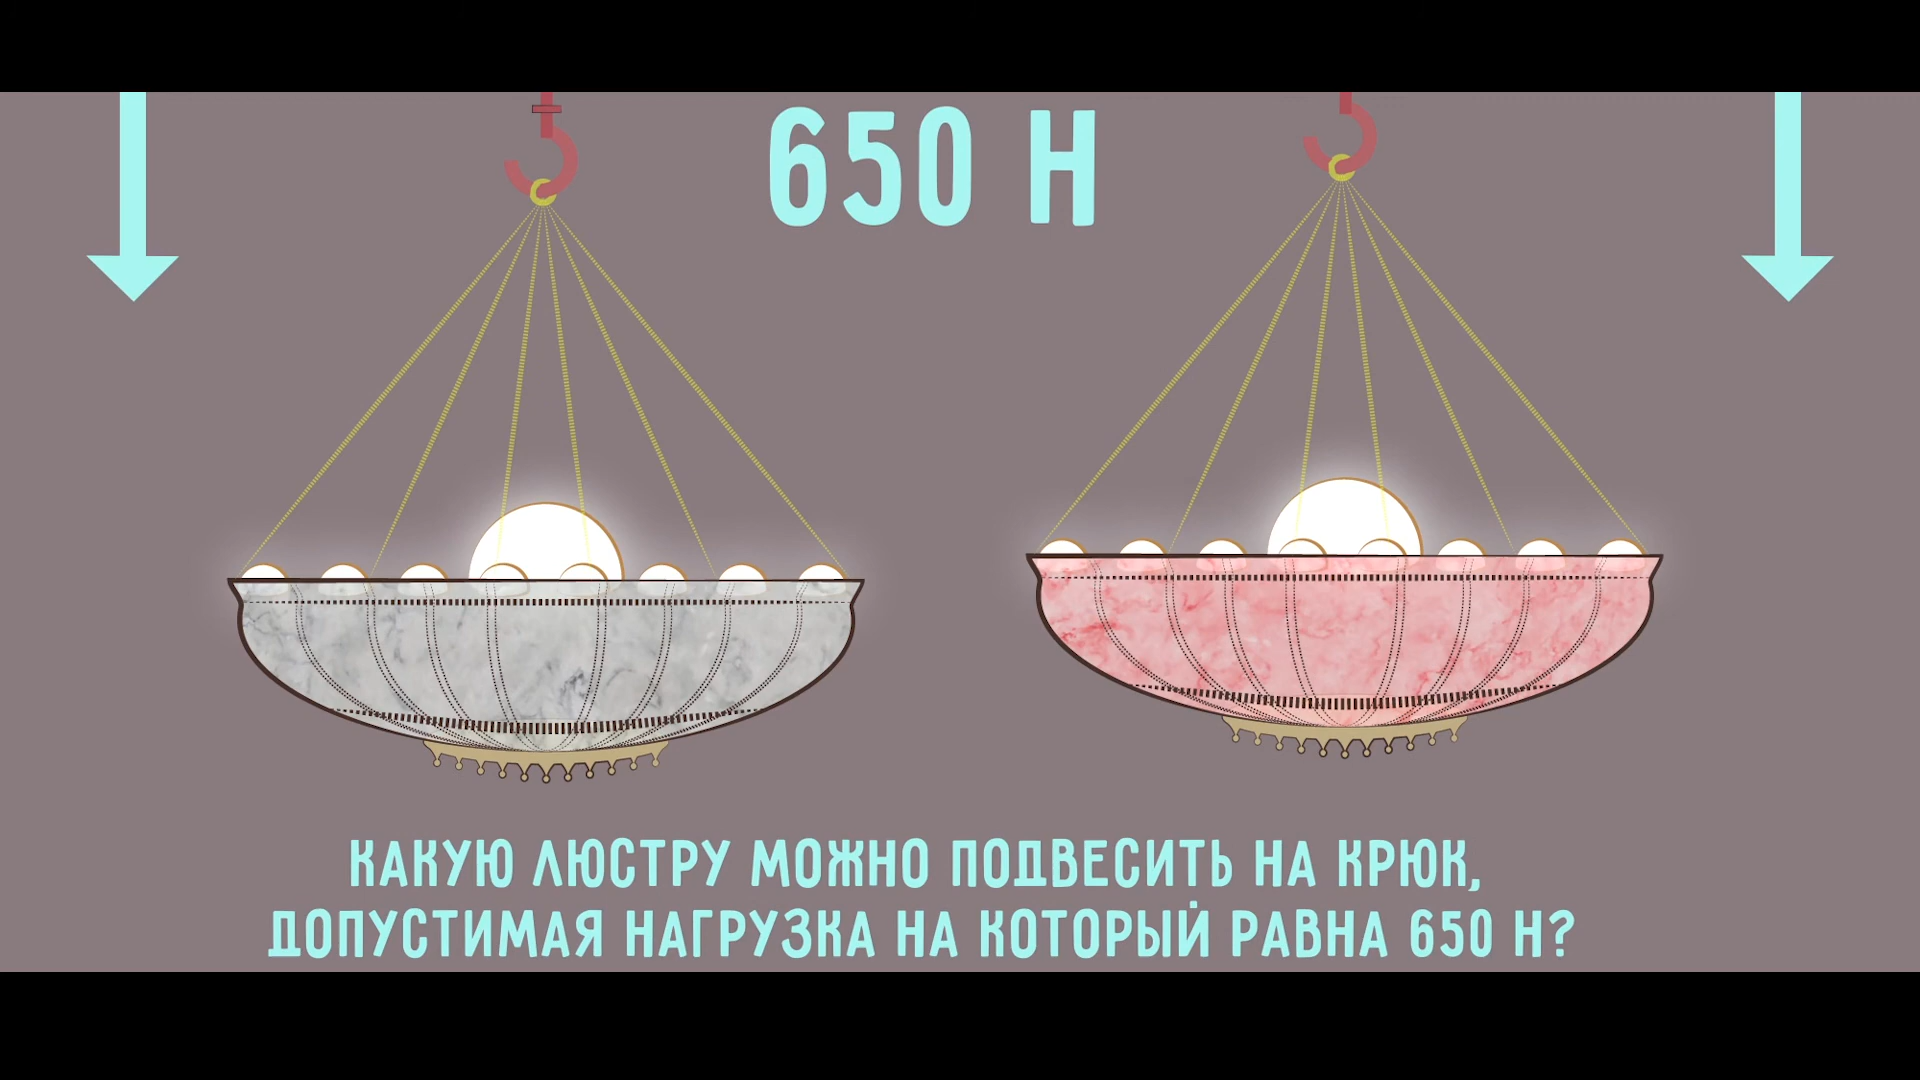 650 Н
КАКУЮ ЛЮСТРУ МОЖНО ПОДВЕСИТЬ НА КРЮК,
ДОПУСТИМАЯ НАГРУЗКА НА КОТОРЫЙ РАВНА 650 Н?